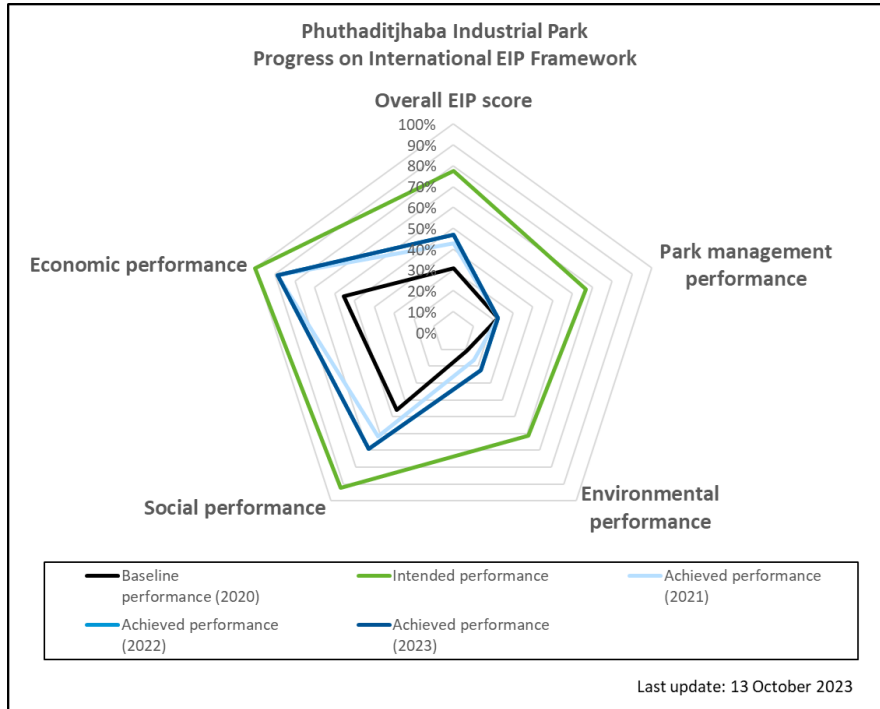 Phuthaditjhaba Industrial Park
Progress on International EIP Framework
Overall EIP score
100%
90%
80%
70%
60%
50%
40%
30%
20%
10%
0%
Park management
performance
Economic performance
Social performance
Environmental
performance
Baseline
performance (2020)
Intended performance
Achieved performance
(2021)
Achieved performance
(2022)
Achieved performance
(2023)
Last update: 13 October 2023